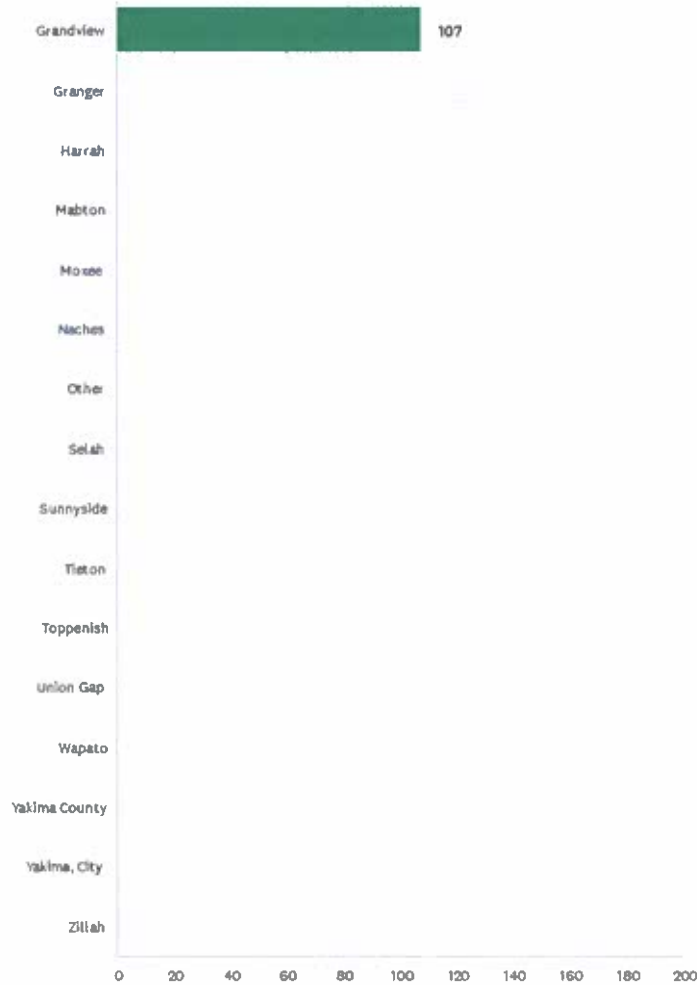 Grandview 107
Granger
Harrah
Mabton
Moxee
Naches
Other
Selah
Sunnyside
Tieton
Toppenish
Union Gap
Wapato
Yakima County
Yakima, City
Zillah
0 20 40 60 80 100 120 140 160 180 200